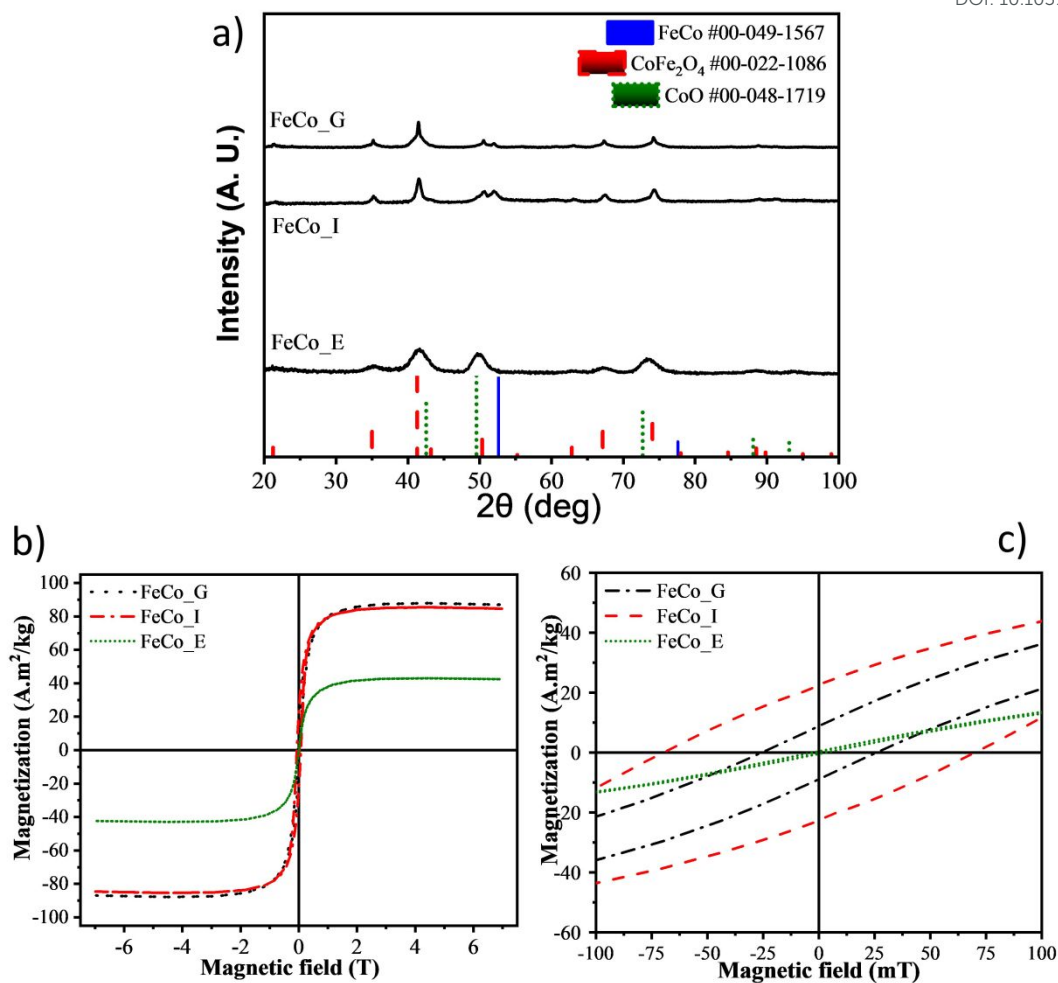 DOI: 10.1039
a)
FeCo #00-049-1567
CoFe₂O₄ #00-022-1086
CoO #00-048-1719
FeCo_G
FeCo_I
FeCo_E
Intensity (A. U.)
20 30 40 50 60 70 80 90 100
2θ (deg)
b)
FeCo_G
FeCo_I
FeCo_E
Magnetization (A.m²/kg)
100
80
60
40
20
0
-20
-40
-60
-80
-100
-6 -4 -2 0 2 4 6
Magnetic field (T)
c)
FeCo_G
FeCo_I
FeCo_E
Magnetization (A.m²/kg)
60
40
20
0
-20
-40
-60
-100 -75 -50 -25 0 25 50 75 100
Magnetic field (mT)